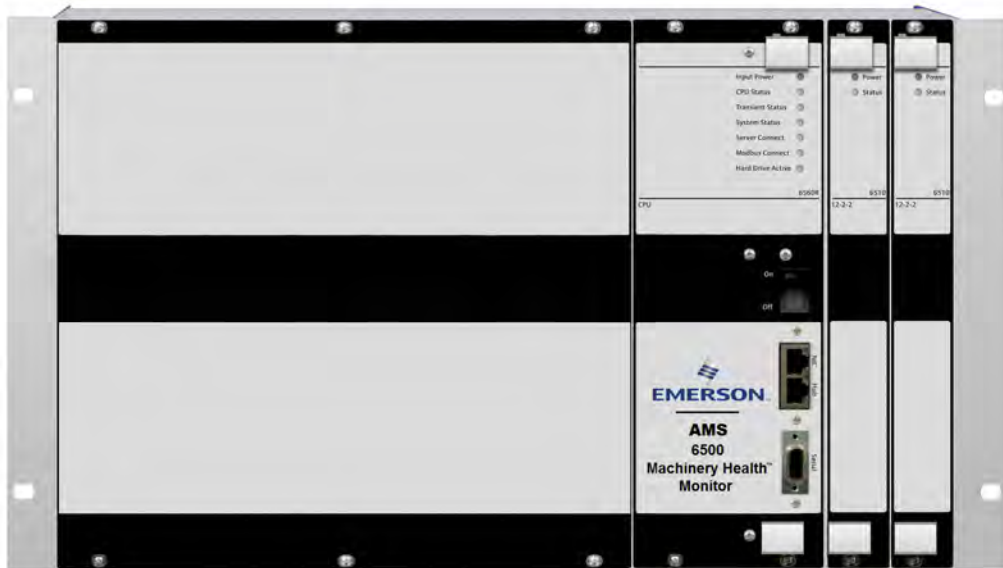 Input Power
CPU Status
Transient Status
System Status
Server Connect
Modbus Connect
Hard Drive Active
6560R
CPU
Power
Status
6510
12-2-2
Power
Status
6510
12-2-2
On
Off
NIC
Hub
Serial
EMERSON™
AMS
6500
Machinery Health™
Monitor